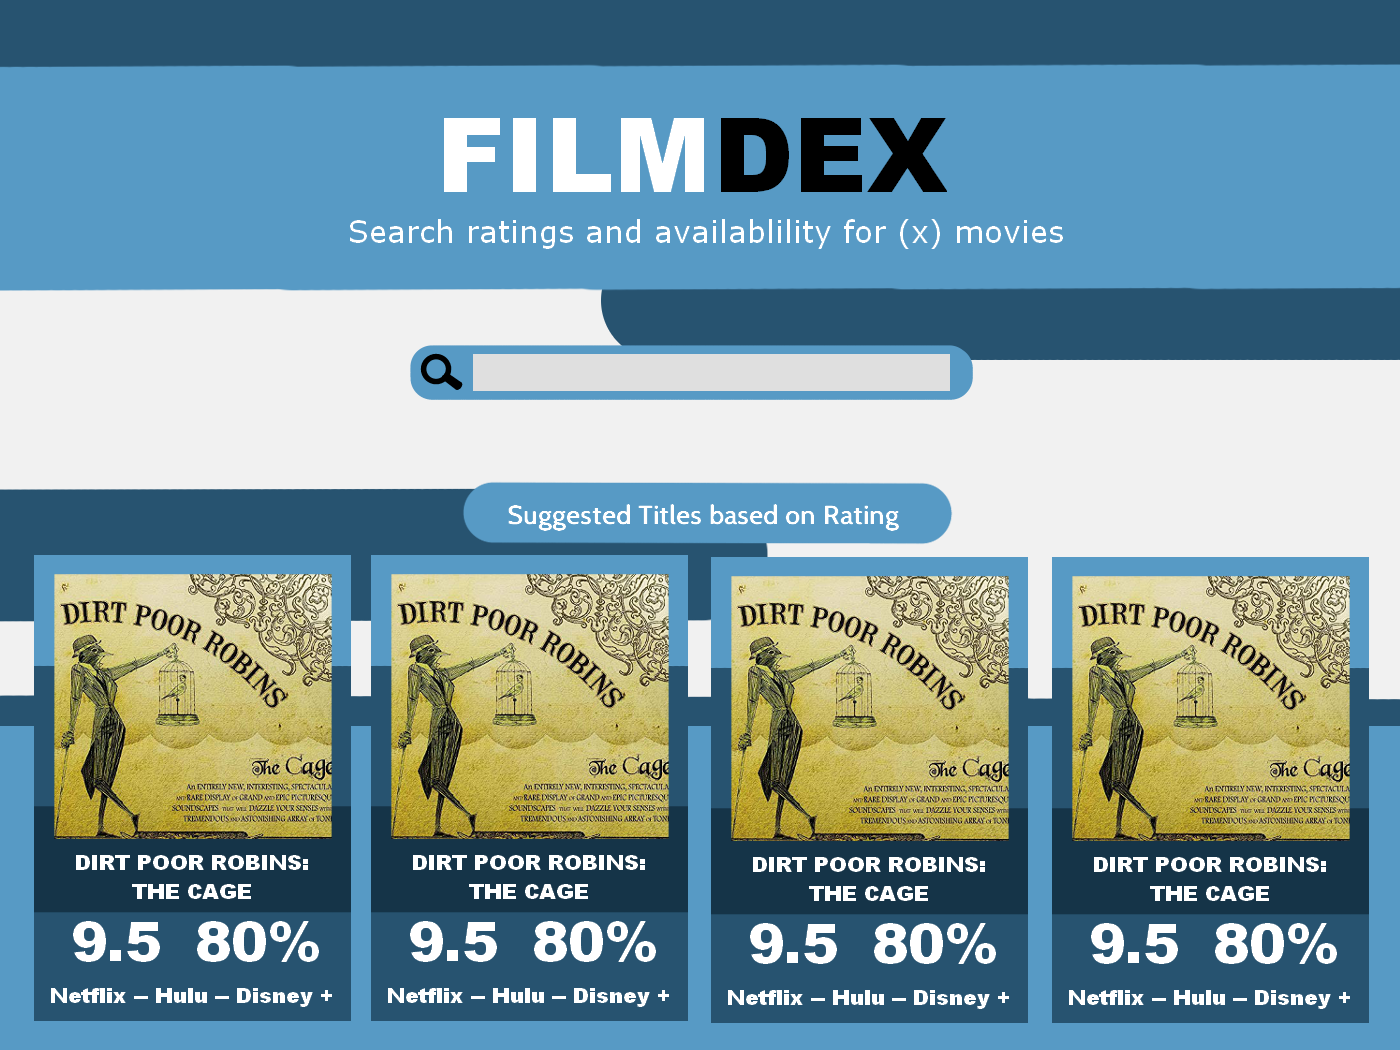 FILMDEX
Search ratings and availablility for (x) movies
Suggested Titles based on Rating
DIRT POOR ROBINS
The Cage
An ENTIRELY NEW, INTERESTING, SPECTACULA
AND RARE DISPLAY OF GRAND AND EPIC PICTURESQU
SOUNDSCAPES THAT WILL DAZZLE YOUR SENSES WITH
TREMENDOUS AND ASTONISHING ARRAY OF TON
DIRT POOR ROBINS:
THE CAGE
9.5 80%
Netflix – Hulu – Disney +
DIRT POOR ROBINS
The Cage
An ENTIRELY NEW, INTERESTING, SPECTACULA
AND RARE DISPLAY OF GRAND AND EPIC PICTURESQU
SOUNDSCAPES THAT WILL DAZZLE YOUR SENSES WITH
TREMENDOUS AND ASTONISHING ARRAY OF TON
DIRT POOR ROBINS:
THE CAGE
9.5 80%
Netflix – Hulu – Disney +
DIRT POOR ROBINS
The Cage
An ENTIRELY NEW, INTERESTING, SPECTACULA
AND RARE DISPLAY OF GRAND AND EPIC PICTURESQU
SOUNDSCAPES THAT WILL DAZZLE YOUR SENSES WITH
TREMENDOUS AND ASTONISHING ARRAY OF TON
DIRT POOR ROBINS:
THE CAGE
9.5 80%
Netflix – Hulu – Disney +
DIRT POOR ROBINS
The Cage
An ENTIRELY NEW, INTERESTING, SPECTACULA
AND RARE DISPLAY OF GRAND AND EPIC PICTURESQU
SOUNDSCAPES THAT WILL DAZZLE YOUR SENSES WITH
TREMENDOUS AND ASTONISHING ARRAY OF TON
DIRT POOR ROBINS:
THE CAGE
9.5 80%
Netflix – Hulu – Disney +